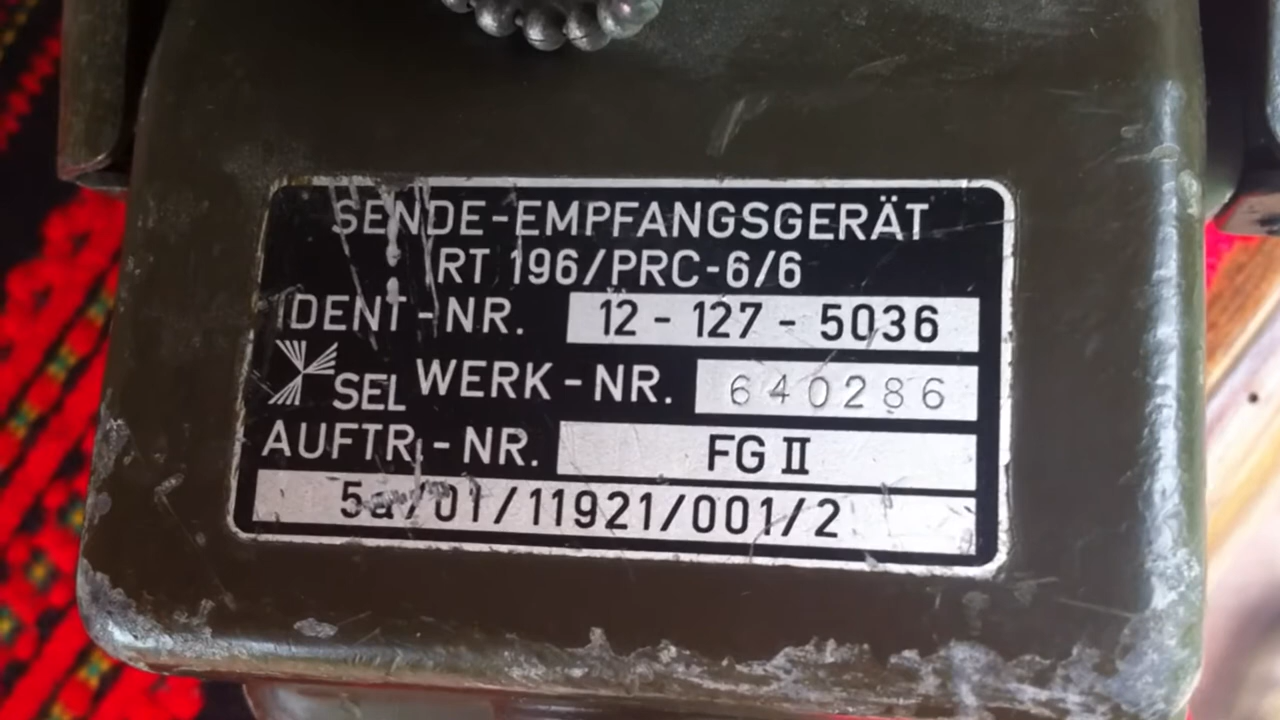 SENDE-EMPFANGSGERÄT
RT 196/PRC-6/6
IDENT-NR. 12-127-5036
SEL WERK-NR. 640286
AUFTR.-NR. FG II
5a/01/11921/001/2